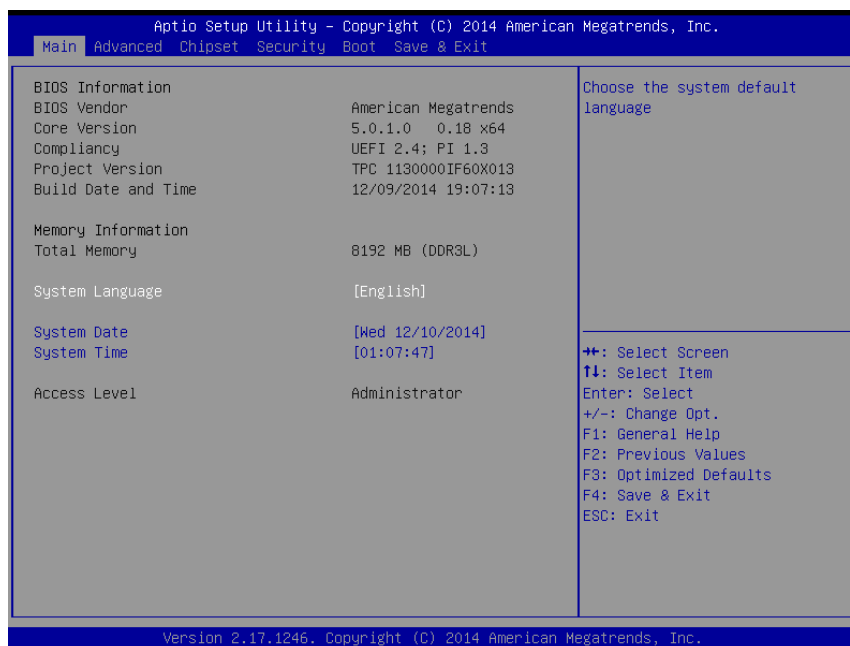 Aptio Setup Utility – Copyright (C) 2014 American Megatrends, Inc.
Main Advanced Chipset Security Boot Save & Exit
BIOS Information
BIOS Vendor American Megatrends
Core Version 5.0.1.0 0.18 x64
Compliancy UEFI 2.4; PI 1.3
Project Version TPC 1130000IF60X013
Build Date and Time 12/09/2014 19:07:13
Memory Information
Total Memory 8192 MB (DDR3L)
System Language [English]
System Date [Wed 12/10/2014]
System Time [01:07:47]
Access Level Administrator
Choose the system default
language
→←: Select Screen
↑↓: Select Item
Enter: Select
+/-: Change Opt.
F1: General Help
F2: Previous Values
F3: Optimized Defaults
F4: Save & Exit
ESC: Exit
Version 2.17.1246. Copyright (C) 2014 American Megatrends, Inc.